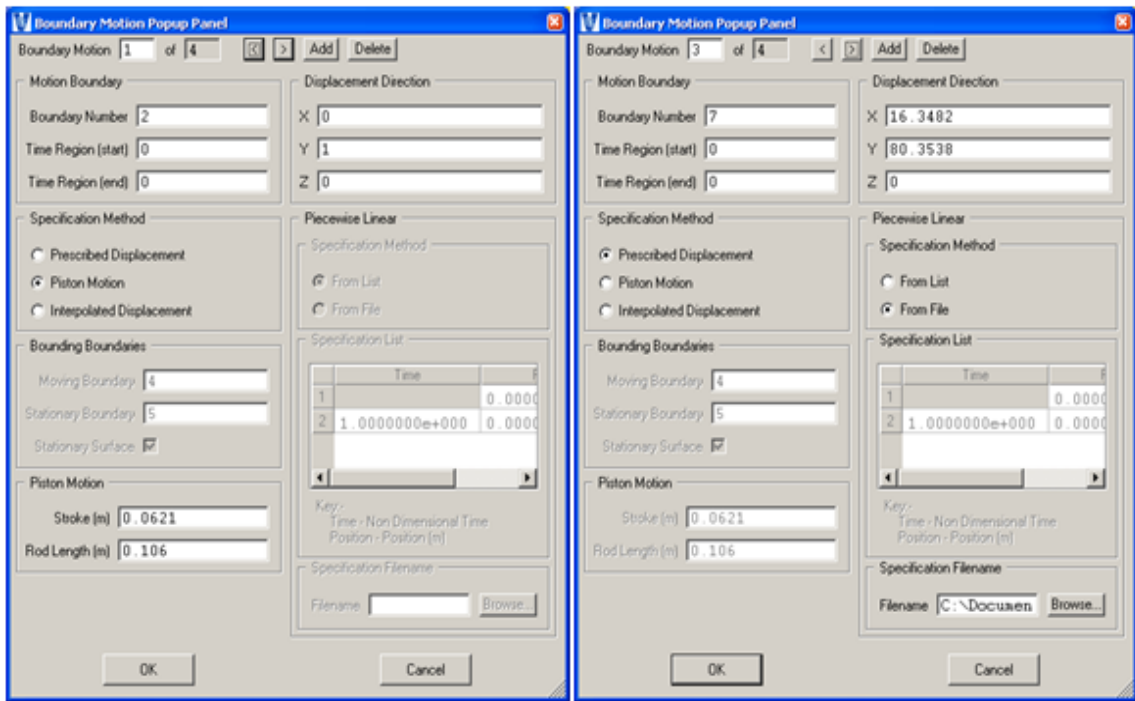 Boundary Motion Popup Panel
Boundary Motion 1 of 4 < > Add Delete
Motion Boundary
Boundary Number 2
Time Region (start) 0
Time Region (end) 0
Displacement Direction
X 0
Y 1
Z 0
Specification Method
Prescribed Displacement
Piston Motion
Interpolated Displacement
Piecewise Linear
Specification Method
From List
From File
Bounding Boundaries
Moving Boundary 4
Stationary Boundary 5
Stationary Surface
Specification List
Time F
1 0.0000
2 1.0000000e+000 0.0000
Key:-
Time - Non Dimensional Time
Position - Position (m)
Piston Motion
Stroke (m) 0.0621
Rod Length (m) 0.106
Specification Filename
Filename Browse...
OK Cancel
Boundary Motion Popup Panel
Boundary Motion 3 of 4 < > Add Delete
Motion Boundary
Boundary Number 7
Time Region (start) 0
Time Region (end) 0
Displacement Direction
X 16.3482
Y 80.3538
Z 0
Specification Method
Prescribed Displacement
Piston Motion
Interpolated Displacement
Piecewise Linear
Specification Method
From List
From File
Bounding Boundaries
Moving Boundary 4
Stationary Boundary 5
Stationary Surface
Specification List
Time F
1 0.0000
2 1.0000000e+000 0.0000
Key:-
Time - Non Dimensional Time
Position - Position (m)
Piston Motion
Stroke (m) 0.0621
Rod Length (m) 0.106
Specification Filename
Filename C:\Documen Browse...
OK Cancel